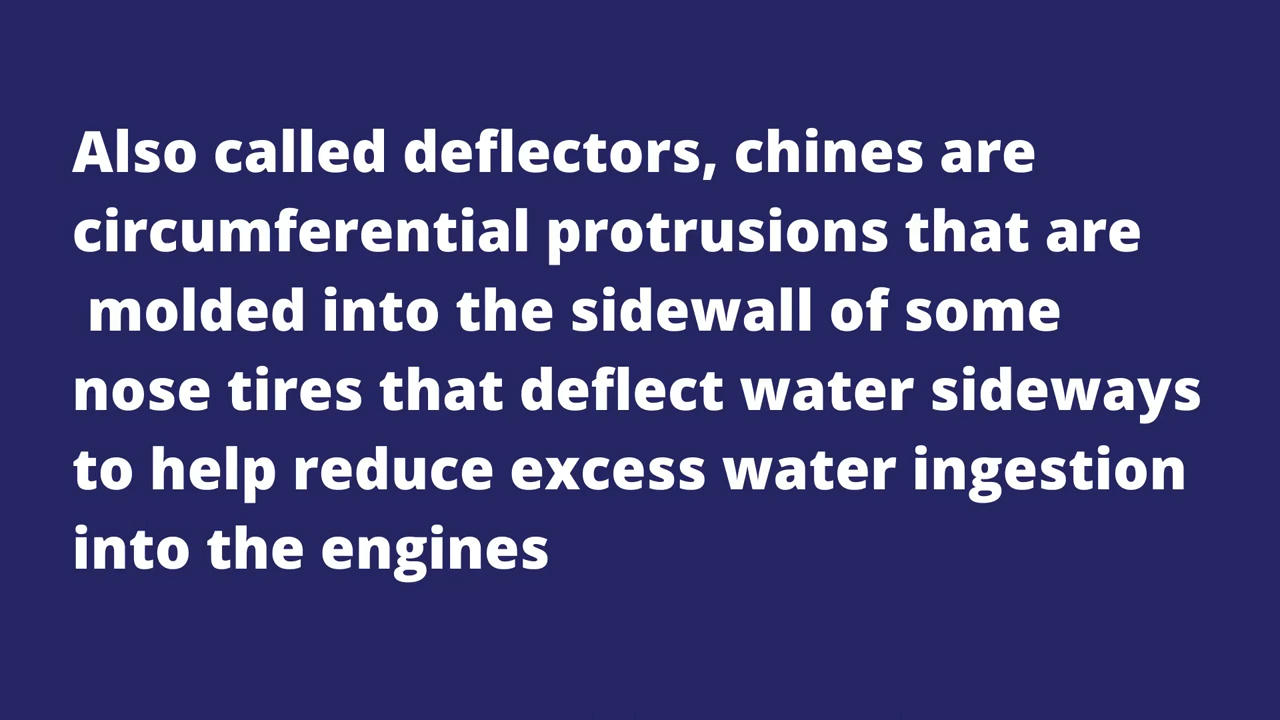 Also called deflectors, chines are
circumferential protrusions that are
molded into the sidewall of some
nose tires that deflect water sideways
to help reduce excess water ingestion
into the engines